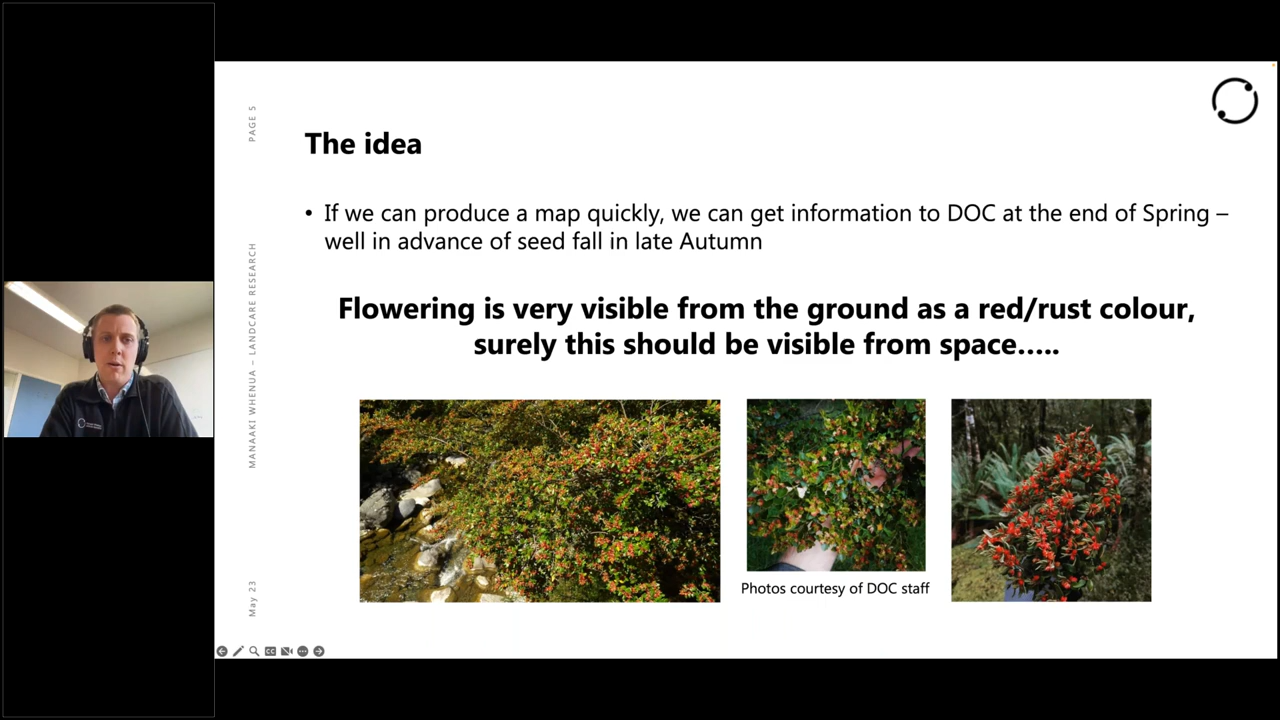 PAGE 5
The idea
• If we can produce a map quickly, we can get information to DOC at the end of Spring –
well in advance of seed fall in late Autumn
Flowering is very visible from the ground as a red/rust colour,
surely this should be visible from space.....
MANAAKI WHENUA – LANDCARE RESEARCH
Photos courtesy of DOC staff
May 23
CC